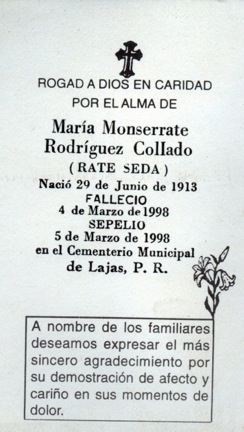 ROGAD A DIOS EN CARIDAD
POR EL ALMA DE
María Monserrate
Rodríguez Collado
(RATE SEDA)
Nació 29 de Junio de 1913
FALLECIO
4 de Marzo de 1998
SEPELIO
5 de Marzo de 1998
en el Cementerio Municipal
de Lajas, P. R.
A nombre de los familiares
deseamos expresar el más
sincero agradecimiento por
su demostración de afecto y
cariño en sus momentos de
dolor.